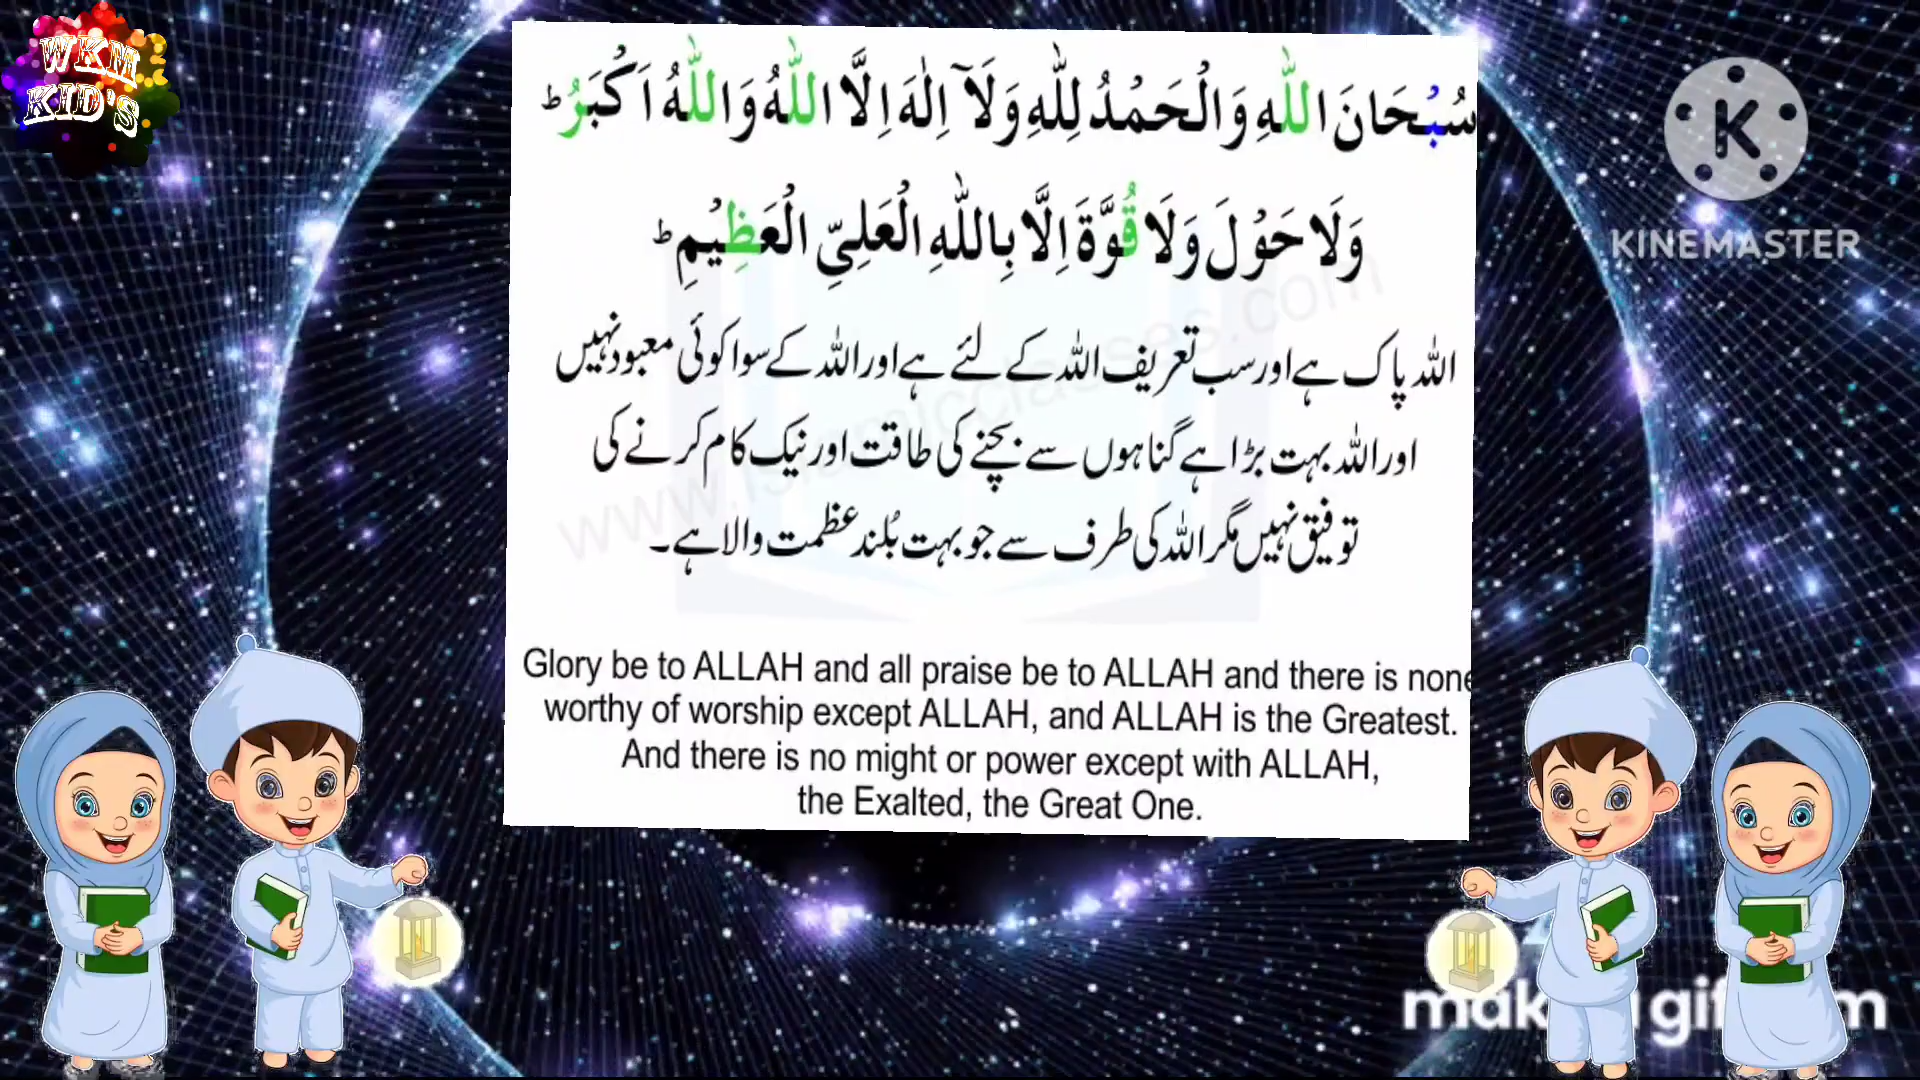 WKM
KID'S
سُبْحَانَ اللّٰهِ وَالْحَمْدُ لِلّٰهِ وَلَآ اِلٰهَ اِلَّا اللّٰهُ وَاللّٰهُ اَكْبَرُ ؕ
وَلَا حَوْلَ وَلَا قُوَّةَ اِلَّا بِاللّٰهِ الْعَلِيِّ الْعَظِيْمِ ؕ
اللہ پاک ہے اور سب تعریف اللہ کے لئے ہے اور اللہ کے سوا کوئی معبود نہیں
اور اللہ بہت بڑا ہے گناہوں سے بچنے کی طاقت اور نیک کام کرنے کی
توفیق نہیں مگر اللہ کی طرف سے جو بہت بُلند عظمت والا ہے۔
www.islamicclasses.com
Glory be to ALLAH and all praise be to ALLAH and there is none
worthy of worship except ALLAH, and ALLAH is the Greatest.
And there is no might or power except with ALLAH,
the Exalted, the Great One.
K
KINEMASTER